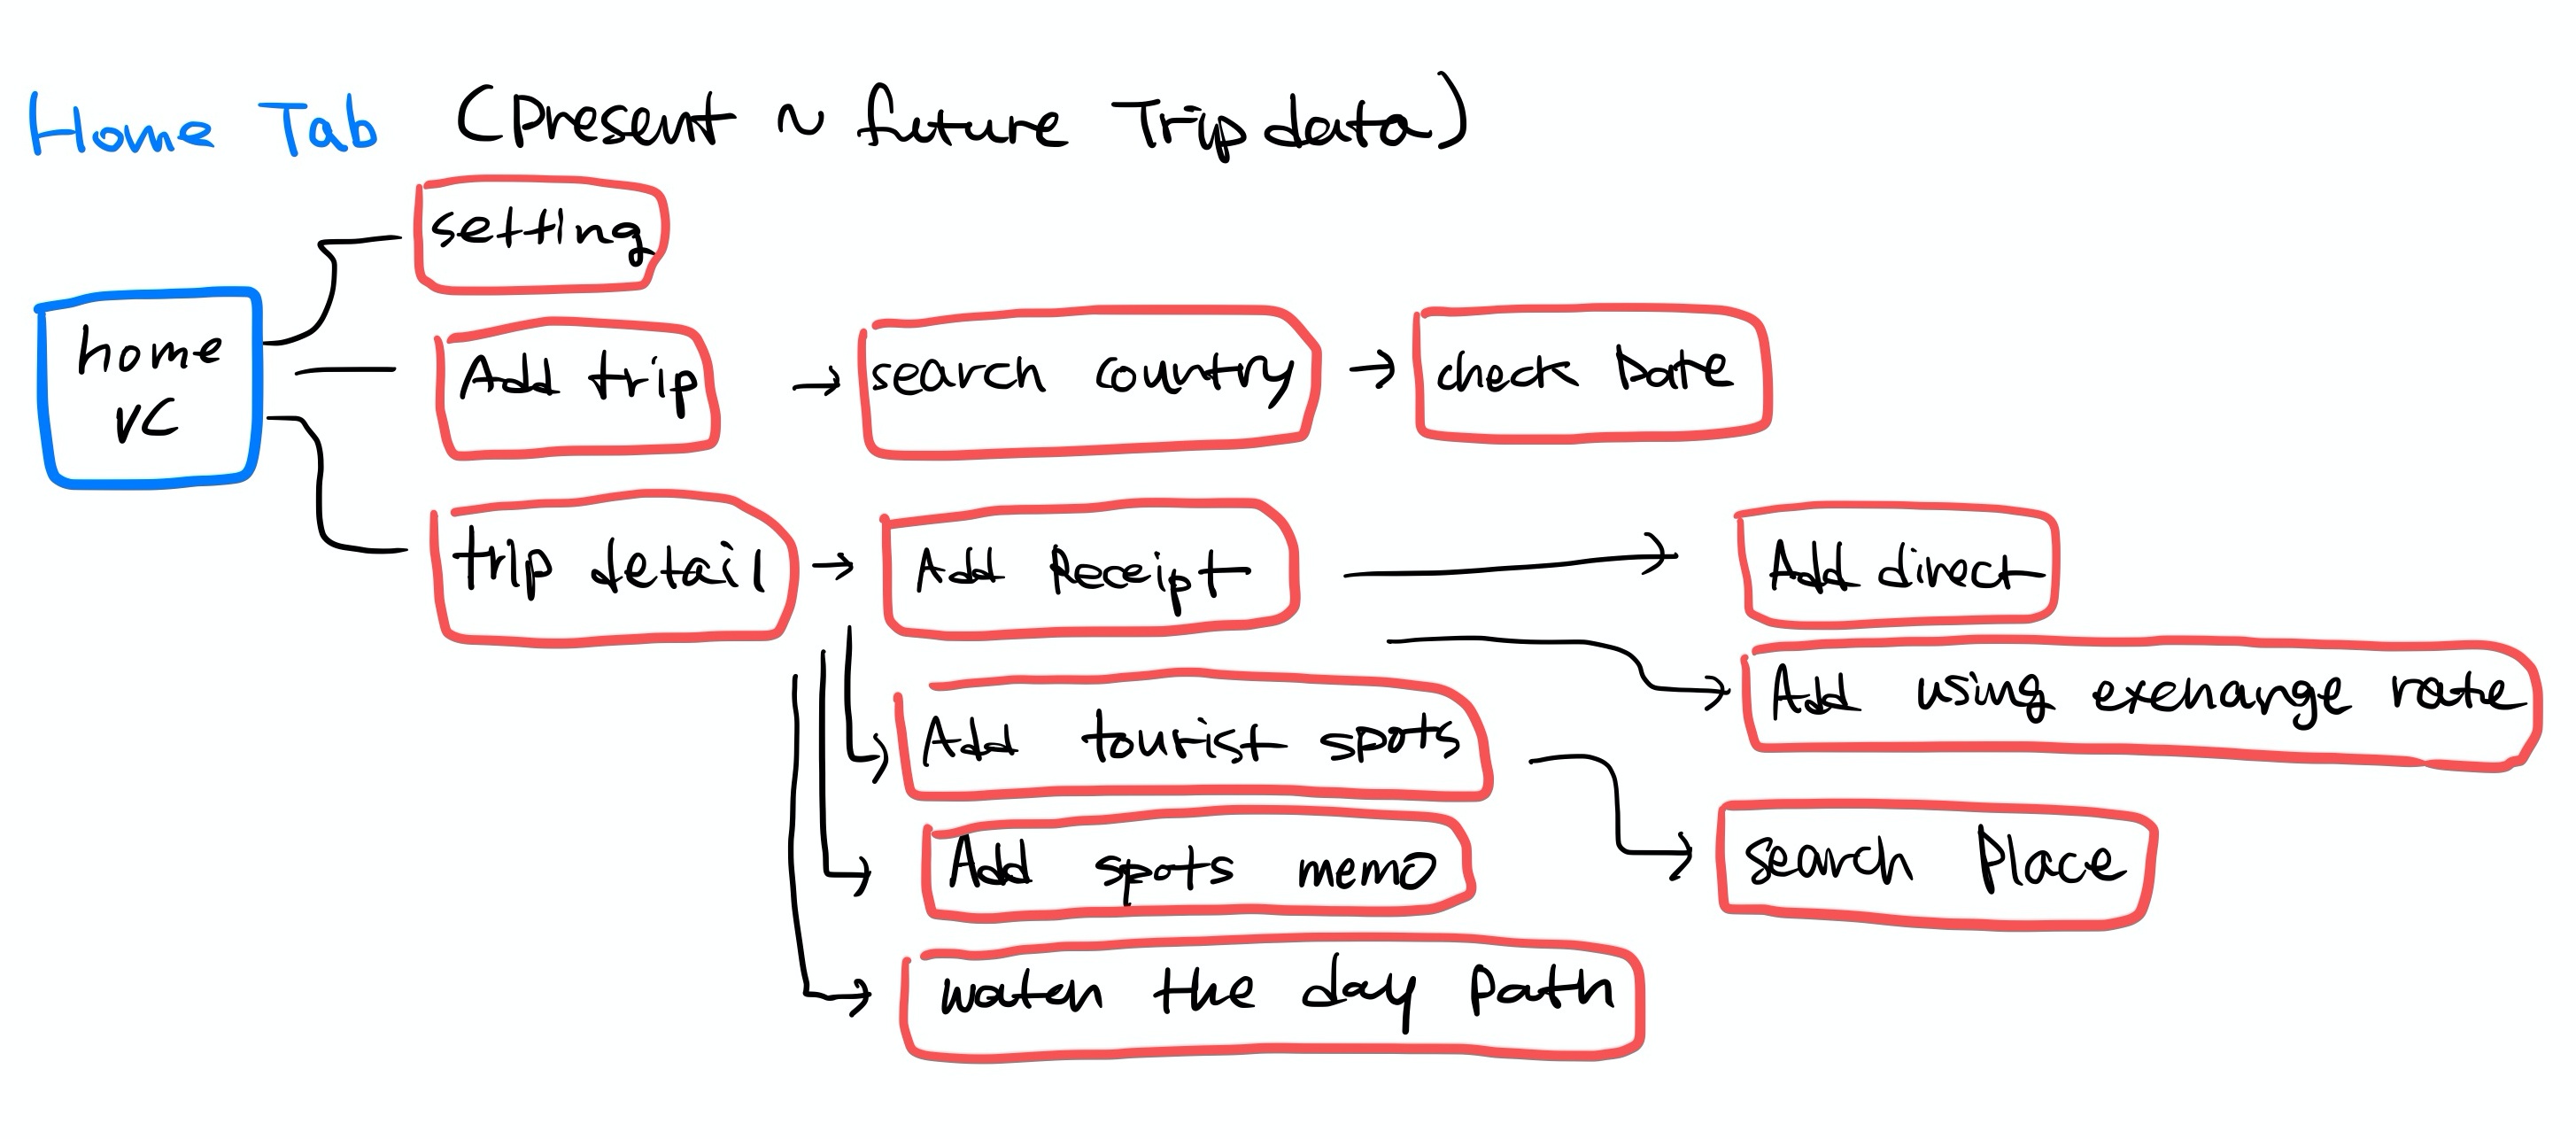 Home Tab (Present ~ future Trip data)
setting
home
VC
Add trip → search country → check Date
trip detail → Add Receipt → Add direct
Add using exchange rate
Add tourist spots
Add spots memo
search Place
watch the day path